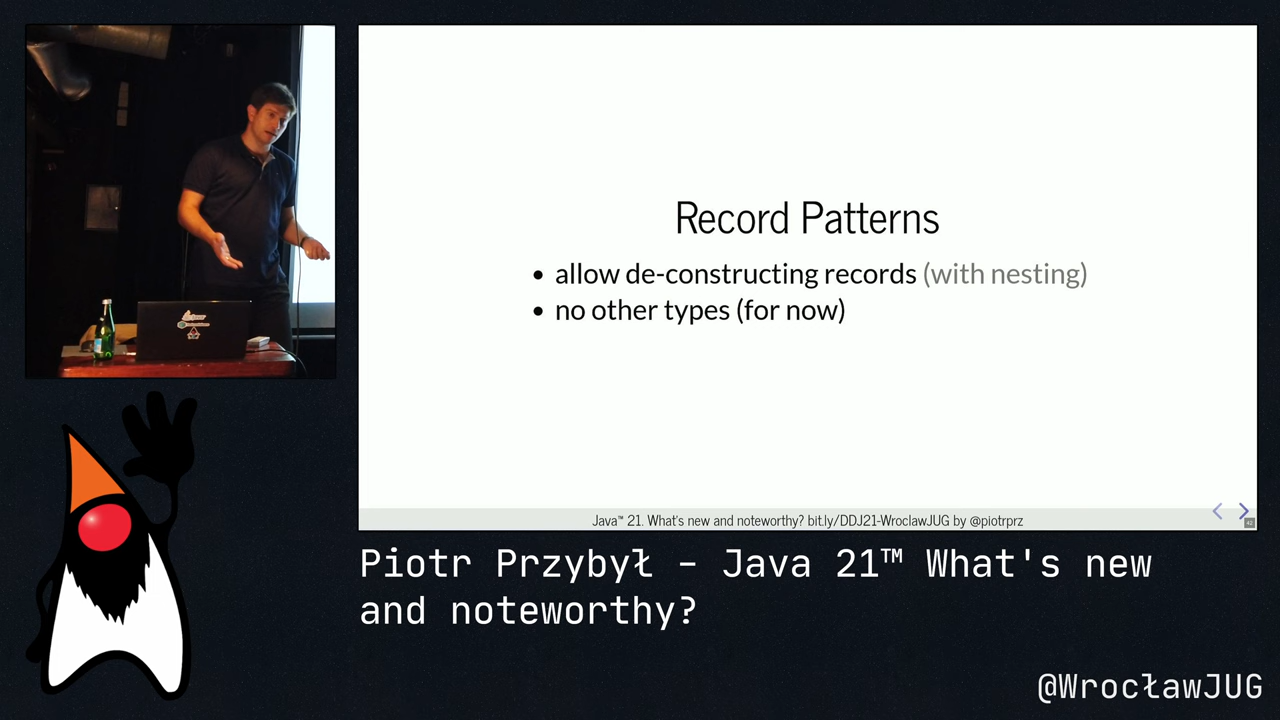 Record Patterns
• allow de-constructing records (with nesting)
• no other types (for now)
Java™ 21. What's new and noteworthy? bit.ly/DDJ21-WroclawJUG by @piotrprz
42
Piotr Przybył – Java 21™ What's new
and noteworthy?
@WrocławJUG